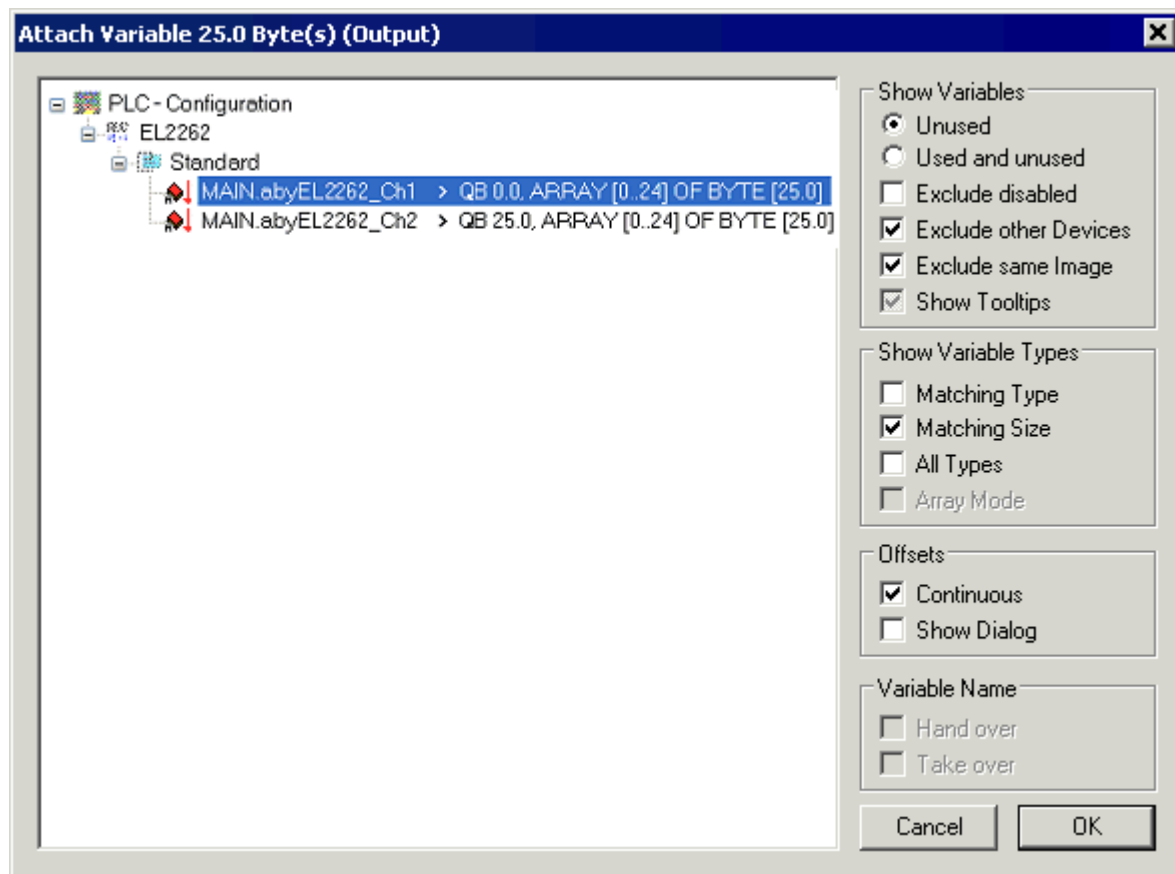 Attach Variable 25.0 Byte(s) (Output)
PLC - Configuration
EL2262
Standard
MAIN.abyEL2262_Ch1 > QB 0.0, ARRAY [0..24] OF BYTE [25.0]
MAIN.abyEL2262_Ch2 > QB 25.0, ARRAY [0..24] OF BYTE [25.0]
Show Variables
Unused
Used and unused
Exclude disabled
Exclude other Devices
Exclude same Image
Show Tooltips
Show Variable Types
Matching Type
Matching Size
All Types
Array Mode
Offsets
Continuous
Show Dialog
Variable Name
Hand over
Take over
Cancel
OK